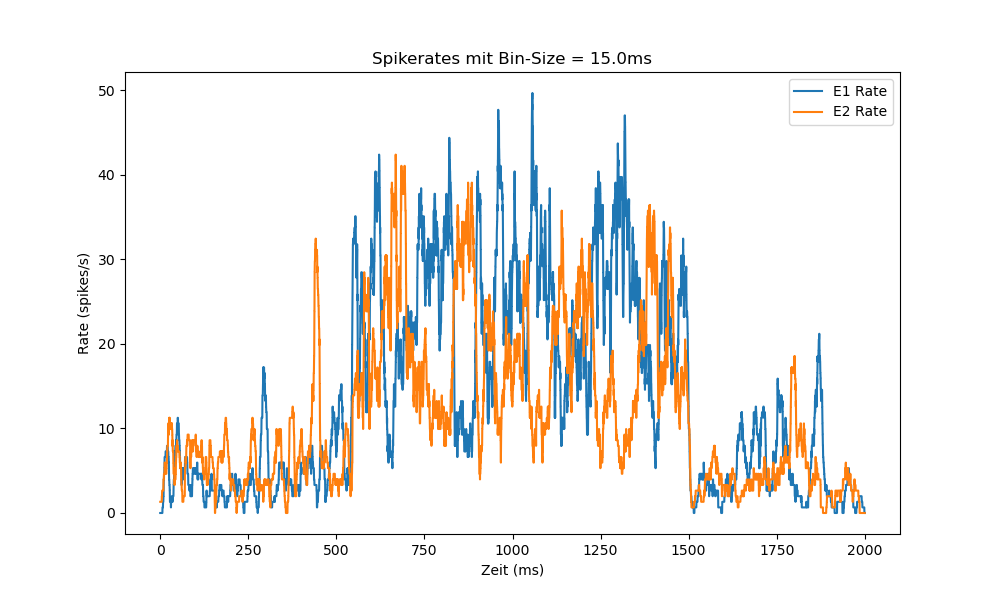 Spikerates mit Bin-Size = 15.0ms
E1 Rate
E2 Rate
50
40
30
20
10
0
Rate (spikes/s)
0 250 500 750 1000 1250 1500 1750 2000
Zeit (ms)